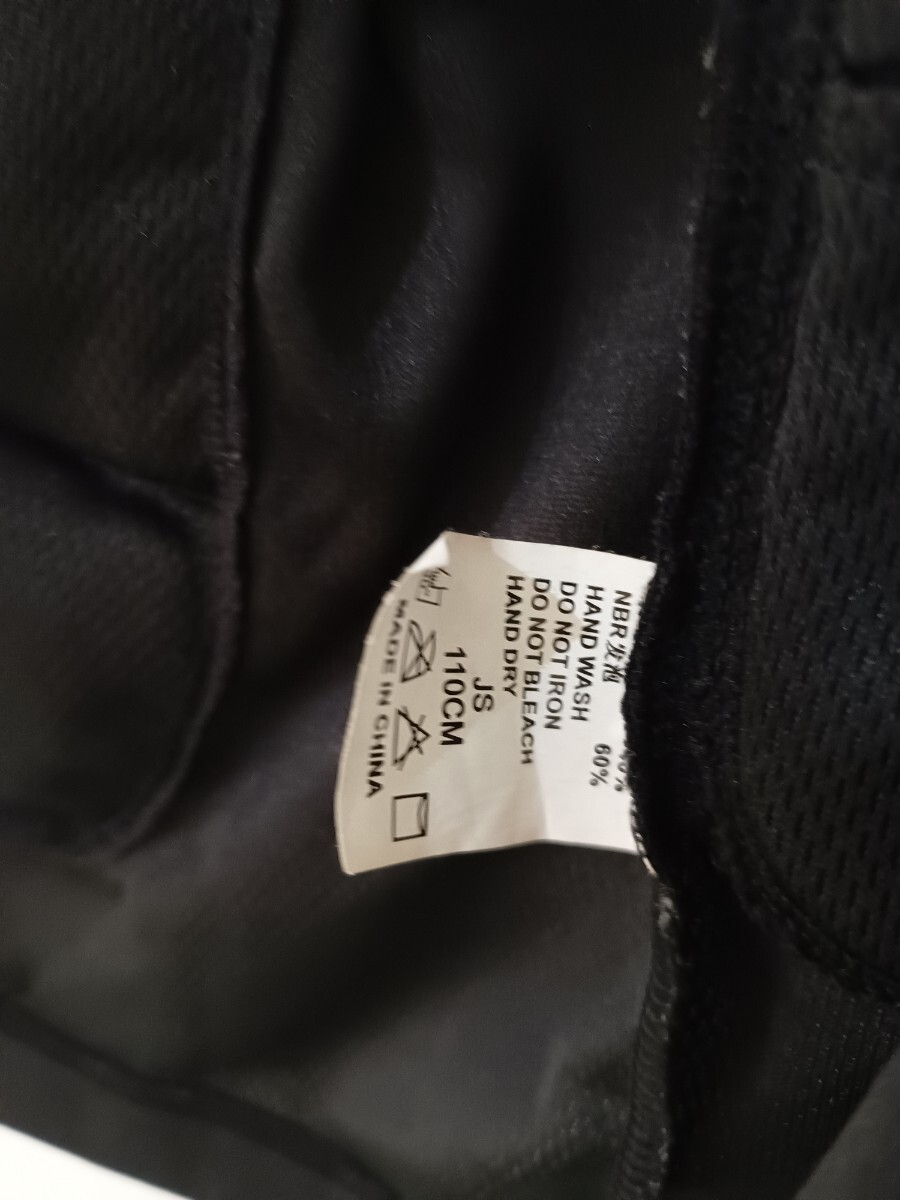 NBR发泡 60%
HAND WASH
DO NOT IRON
DO NOT BLEACH
HAND DRY
JS
110CM
MADE IN CHINA